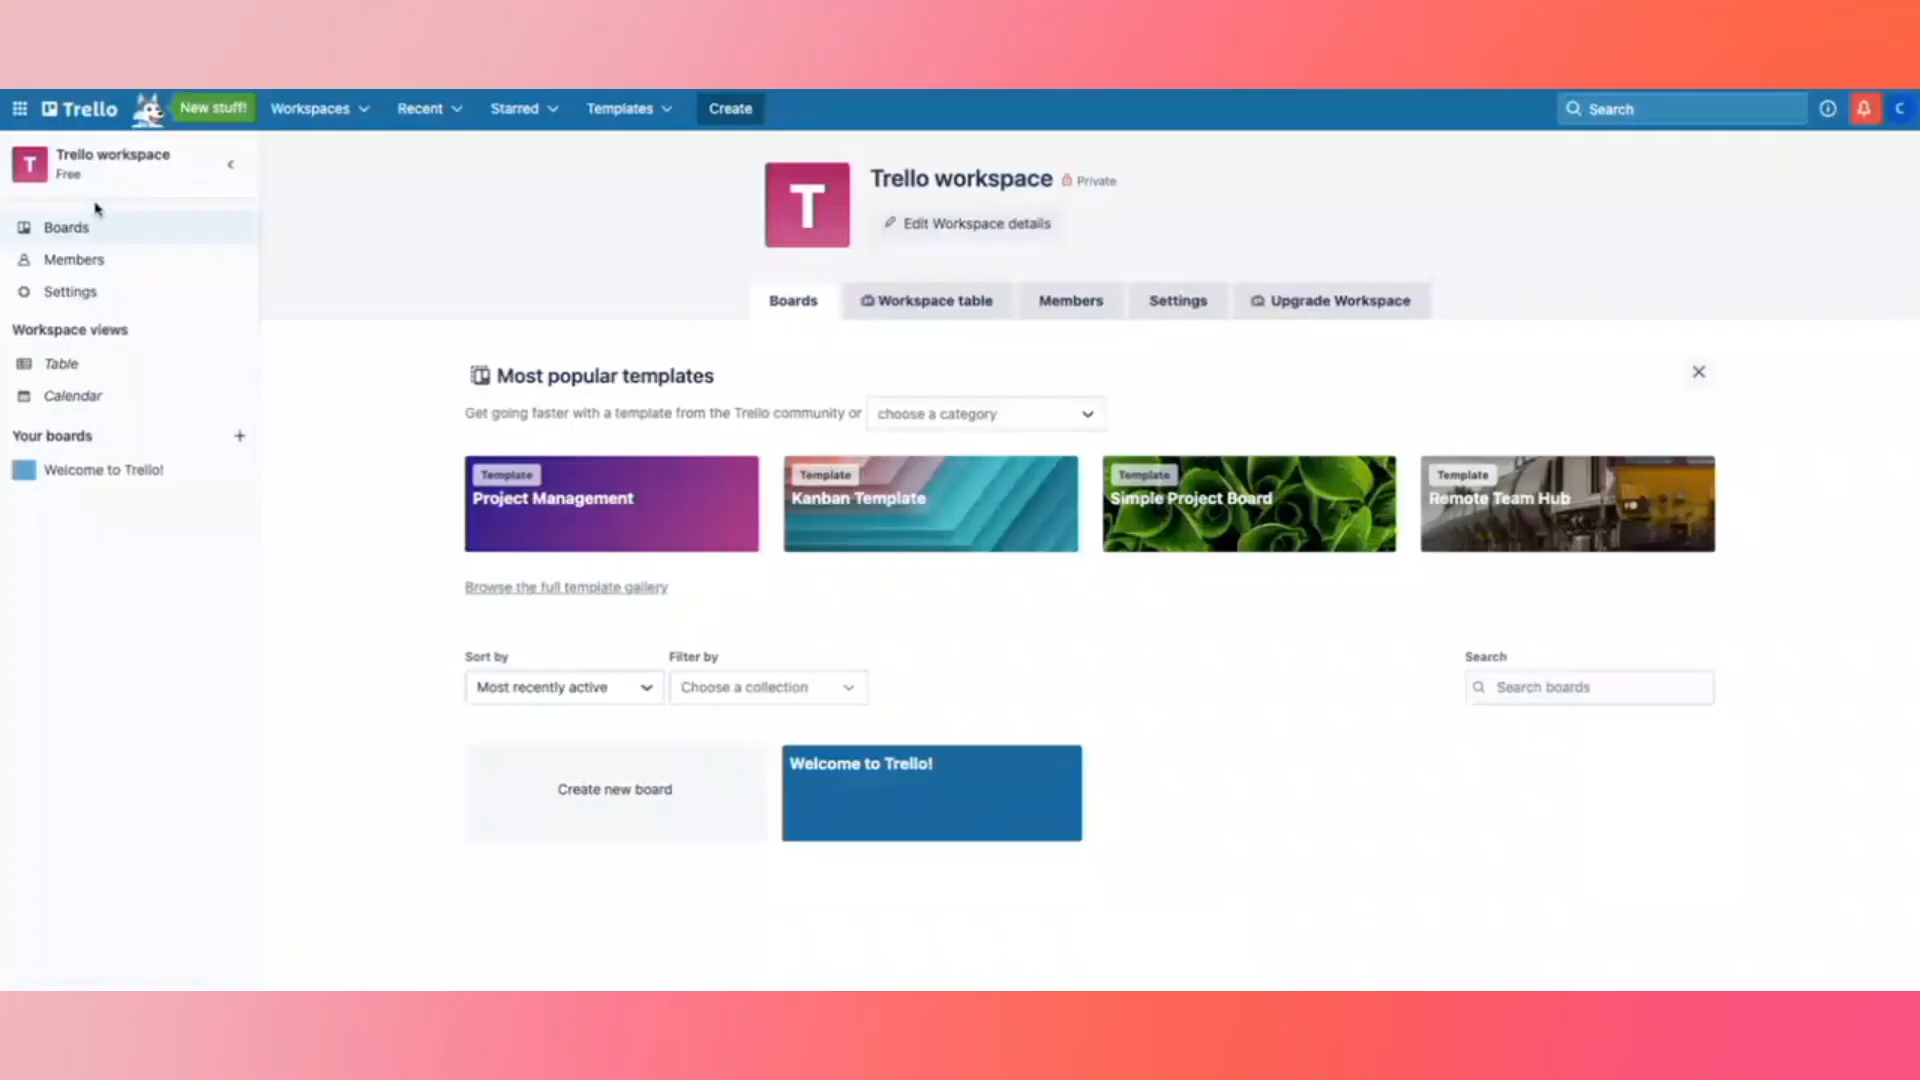 Trello New stuff! Workspaces Recent Starred Templates Create Search C
T Trello workspace
Free
Boards
Members
Settings
Workspace views
Table
Calendar
Your boards +
Welcome to Trello!
T
Trello workspace Private
Edit Workspace details
Boards Workspace table Members Settings Upgrade Workspace
Most popular templates
Get going faster with a template from the Trello community or choose a category
Template
Project Management
Template
Kanban Template
Template
Simple Project Board
Template
Remote Team Hub
Browse the full template gallery
Sort by Filter by Search
Most recently active Choose a collection Search boards
Create new board
Welcome to Trello!